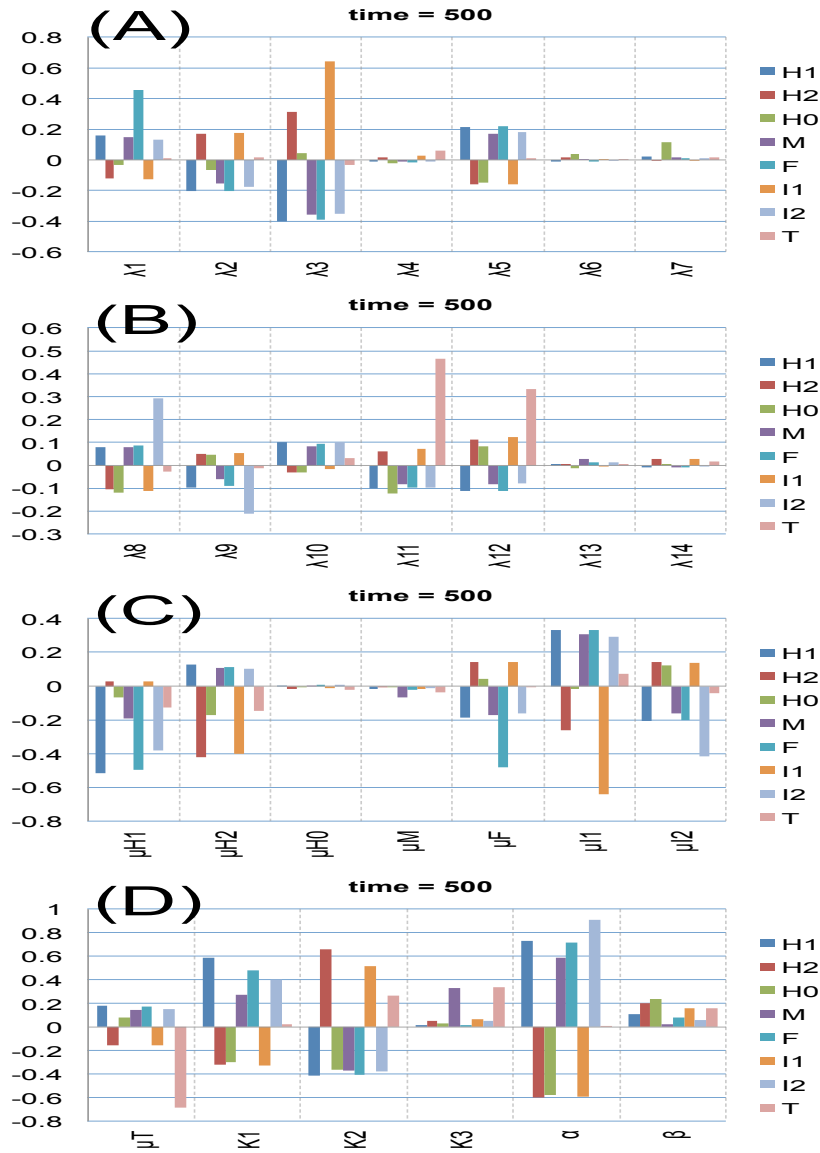 (A)
time = 500
0.8
0.6
0.4
0.2
0
-0.2
-0.4
-0.6
λ1 λ2 λ3 λ4 λ5 λ6 λ7
H1
H2
H0
M
F
I1
I2
T
(B)
time = 500
0.6
0.5
0.4
0.3
0.2
0.1
0
-0.1
-0.2
-0.3
λ8 λ9 λ10 λ11 λ12 λ13 λ14
H1
H2
H0
M
F
I1
I2
T
(C)
time = 500
0.4
0.2
0
-0.2
-0.4
-0.6
-0.8
μH1 μH2 μH0 μM μF μI1 μI2
H1
H2
H0
M
F
I1
I2
T
(D)
time = 500
1
0.8
0.6
0.4
0.2
0
-0.2
-0.4
-0.6
-0.8
μT K1 K2 K3 α β
H1
H2
H0
M
F
I1
I2
T